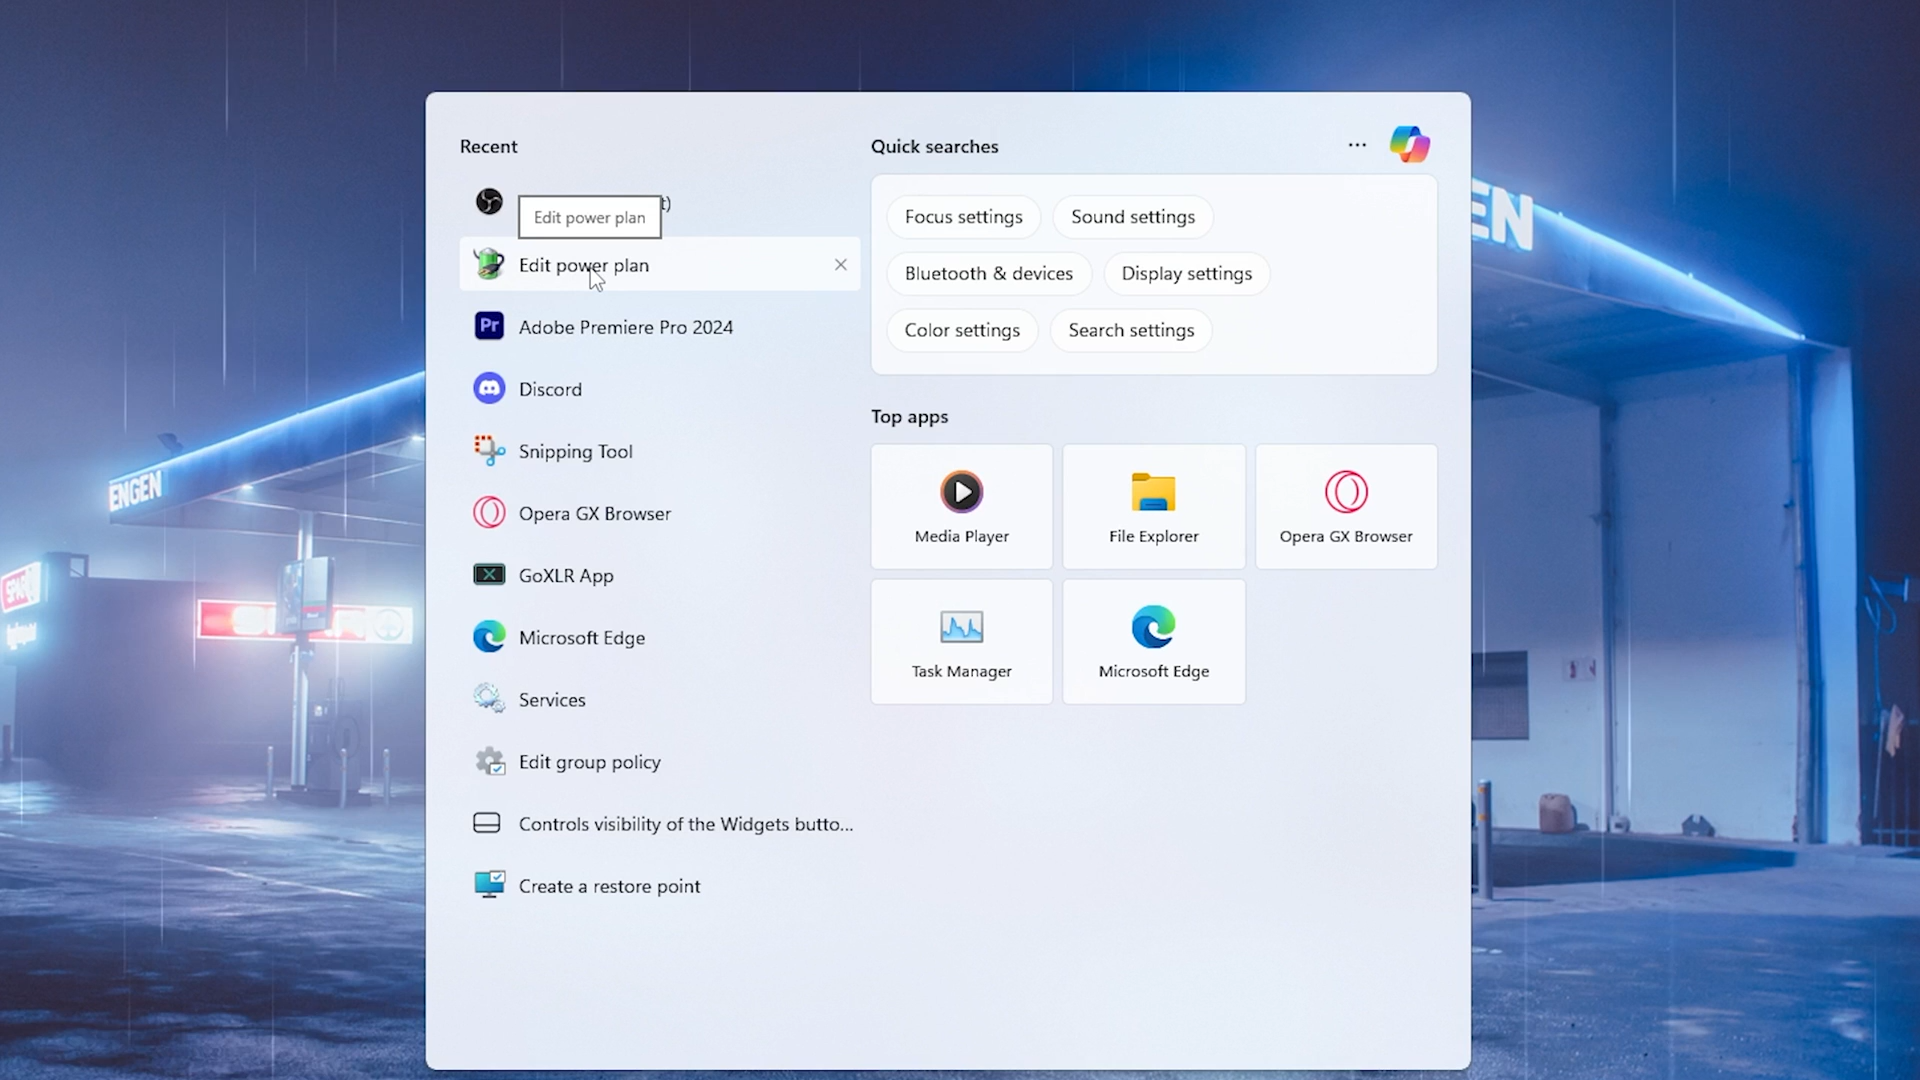 Recent
t)
Edit power plan
Edit power plan
Adobe Premiere Pro 2024
Discord
Snipping Tool
Opera GX Browser
GoXLR App
Microsoft Edge
Services
Edit group policy
Controls visibility of the Widgets butto...
Create a restore point
Quick searches
Focus settings
Sound settings
Bluetooth & devices
Display settings
Color settings
Search settings
Top apps
Media Player
File Explorer
Opera GX Browser
Task Manager
Microsoft Edge
Pr
ENGEN
EN